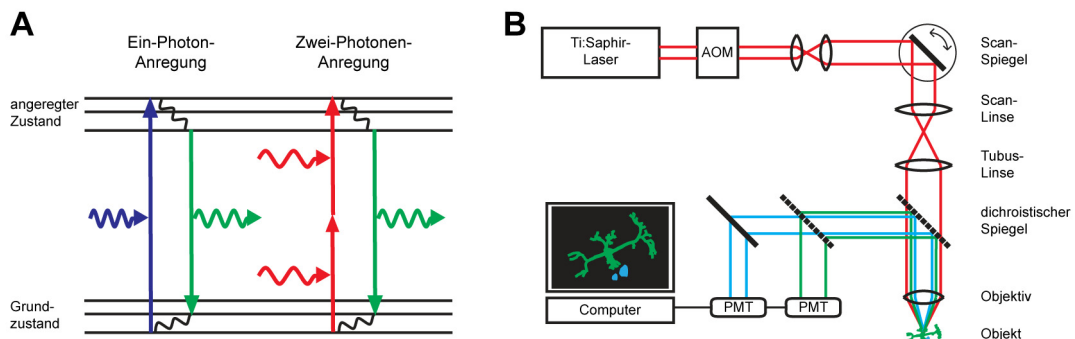 A
Ein-Photon-
Anregung
Zwei-Photonen-
Anregung
angeregter
Zustand
Grund-
zustand
B
Ti:Saphir-
Laser
AOM
Scan-
Spiegel
Scan-
Linse
Tubus-
Linse
dichroistischer
Spiegel
Computer
PMT
PMT
Objektiv
Objekt